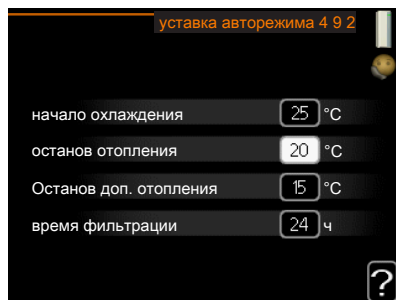 уставка авторежима 4 9 2
начало охлаждения 25 °C
останов отопления 20 °C
Останов доп. отопления 15 °C
время фильтрации 24 ч
?